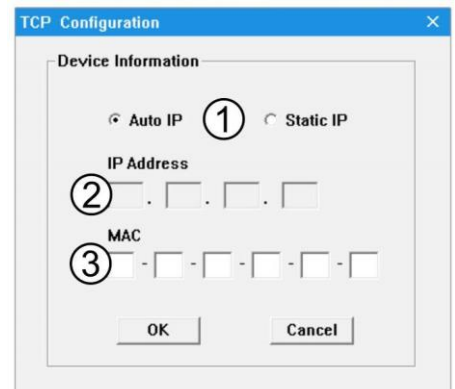 TCP Configuration ×
Device Information
Auto IP ① Static IP
IP Address
② . . .
MAC
③ - - - - -
OK Cancel